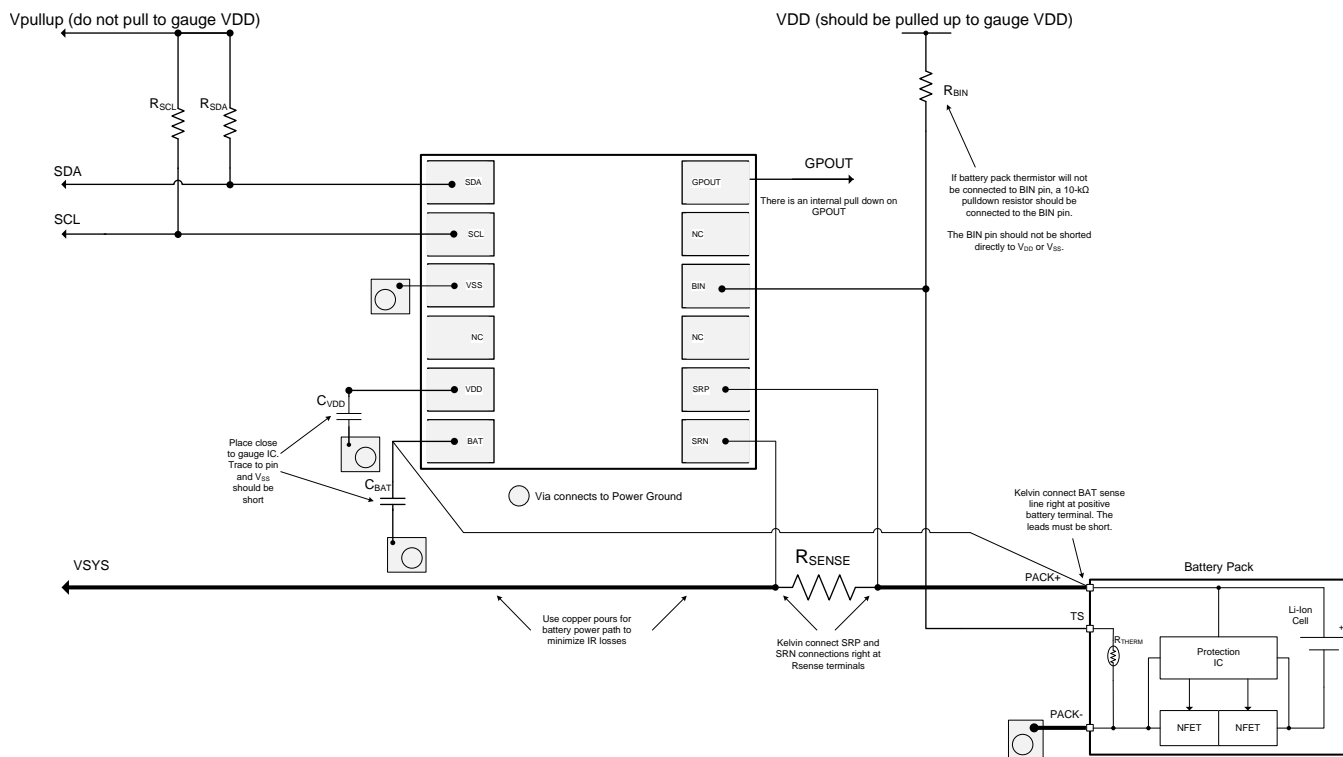 Vpullup (do not pull to gauge VDD)
VDD (should be pulled up to gauge VDD)
RSCL
RSDA
RBIN
SDA
SCL
If battery pack thermistor will not
be connected to BIN pin, a 10-kΩ
pulldown resistor should be
connected to the BIN pin.
The BIN pin should not be shorted
directly to VDD or VSS.
GPOUT
There is an internal pull down on
GPOUT
SDA
SCL
VSS
NC
VDD
BAT
GPOUT
NC
BIN
NC
SRP
SRN
CVDD
Place close
to gauge IC.
Trace to pin
and VSS
should be
short
CBAT
Via connects to Power Ground
Kelvin connect BAT sense
line right at positive
battery terminal. The
leads must be short.
VSYS
RSENSE
PACK+
Battery Pack
Use copper pours for
battery power path to
minimize IR losses
Kelvin connect SRP and
SRN connections right at
Rsense terminals
TS
RTHERM
Protection
IC
Li-Ion
Cell
+
NFET
NFET
PACK-